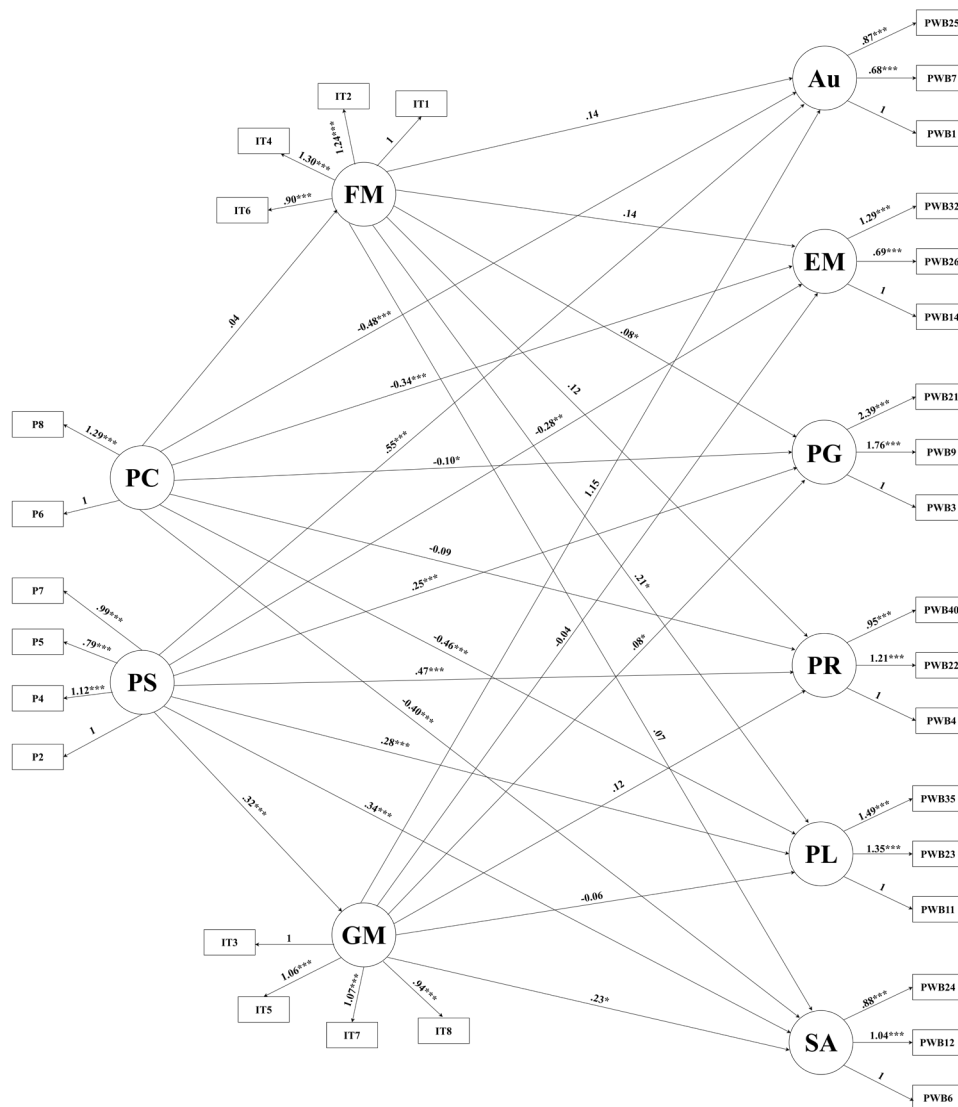 PWB25
.87***
Au
.68***
PWB7
1
PWB1
IT2
IT1
IT4
1.24***
1
1.30***
.14
FM
IT6
.90***
PWB32
1.29***
.14
EM
.69***
PWB26
1
PWB14
.04
-0.48***
.08*
-0.34***
.12
PWB21
2.39***
P8
1.29***
.55***
-0.28**
PG
1.76***
PWB9
PC
-0.10*
1
P6
1
1.15
PWB3
-0.09
P7
.99***
.25***
.21*
PWB40
.95***
P5
.79***
-0.46***
-0.04
.08*
PR
1.21***
PWB22
PS
.47***
P4
1.12***
-0.40***
1
PWB4
P2
1
.28***
.07
.32***
.34***
.12
PWB35
1.49***
PL
1.35***
PWB23
-0.06
1
PWB11
GM
IT3
1
1.06***
1.07***
.94***
.23*
PWB24
.88***
IT5
IT7
IT8
SA
1.04***
PWB12
1
PWB6